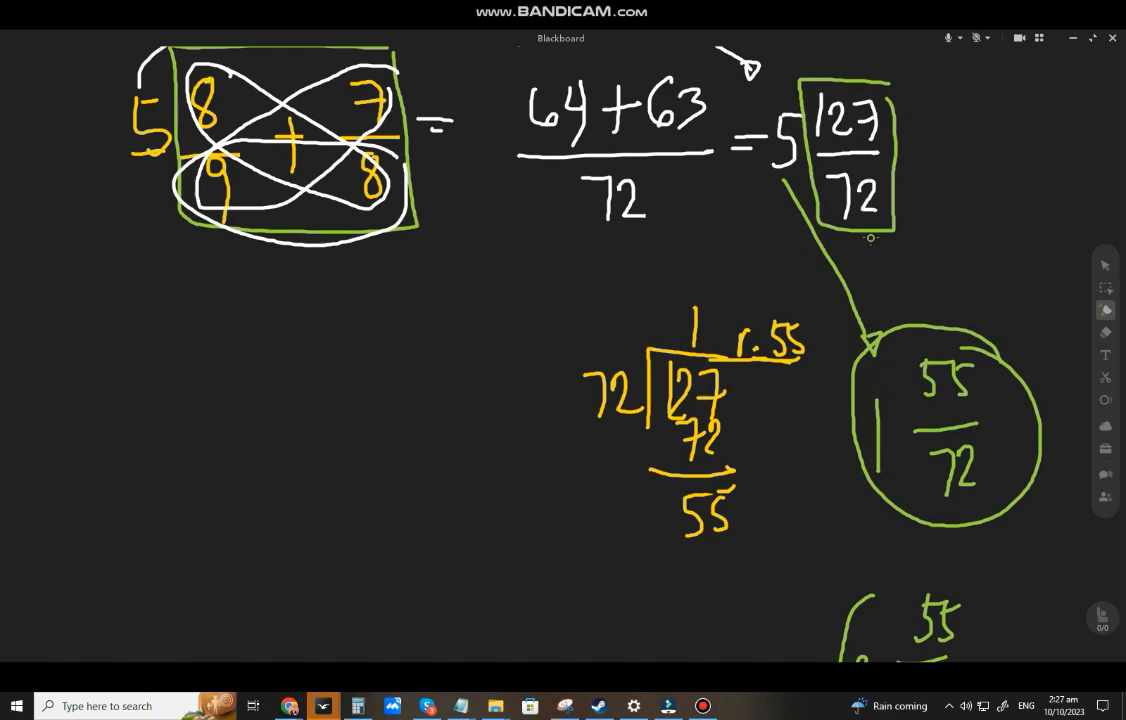 WWW.BANDICAM.COM
Blackboard
5 8/9 + 7/8 = 64+63/72 = 5 127/72
1 r. 55
72 127
72
55
1 55/72
55
0/0
Type here to search
Rain coming
ENG
2:27 am
10/10/2023